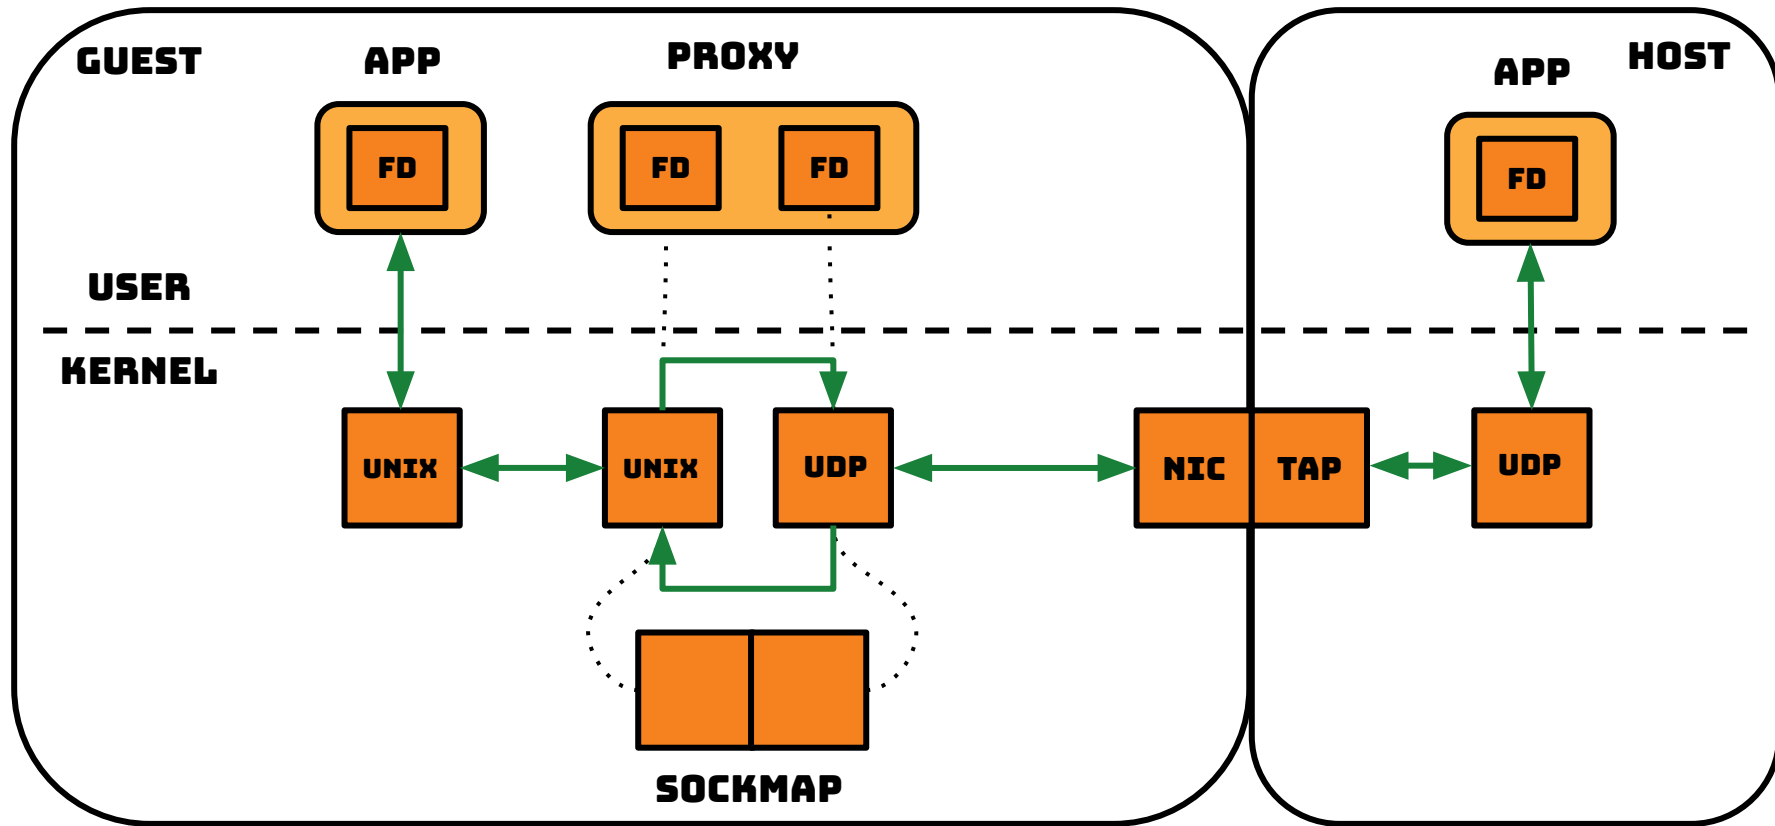 GUEST
APP
PROXY
APP
HOST
FD
FD
FD
FD
USER
KERNEL
UNIX
UNIX
UDP
NIC
TAP
UDP
SOCKMAP